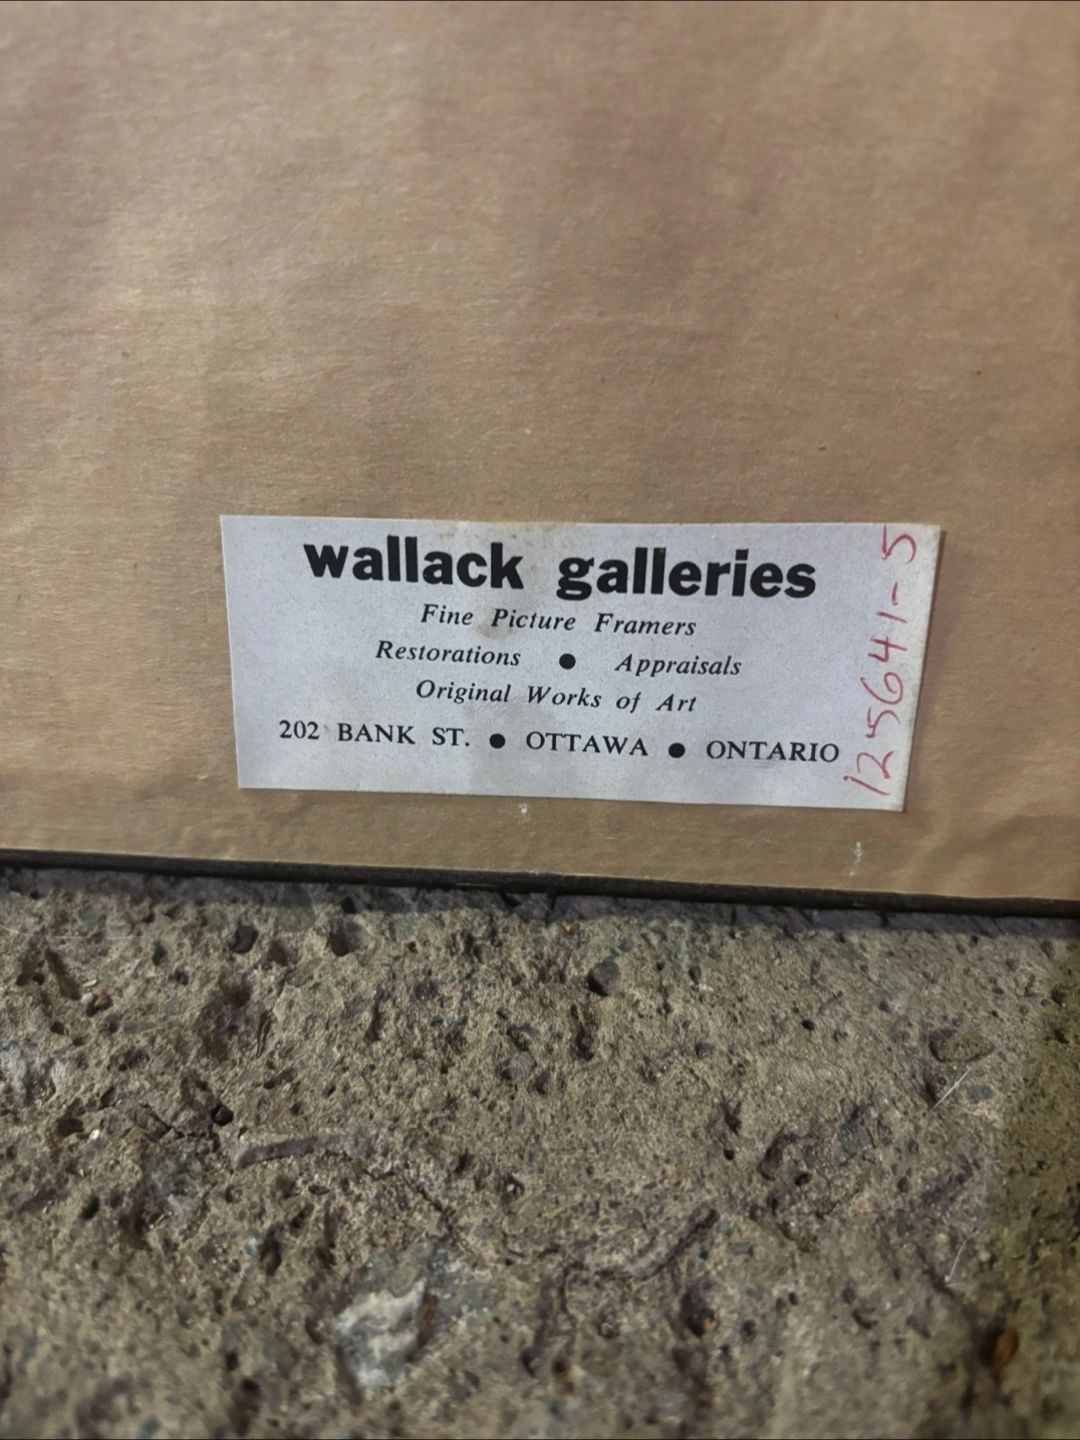 wallack galleries
Fine Picture Framers
Restorations ● Appraisals
Original Works of Art
202 BANK ST. ● OTTAWA ● ONTARIO
125641-5